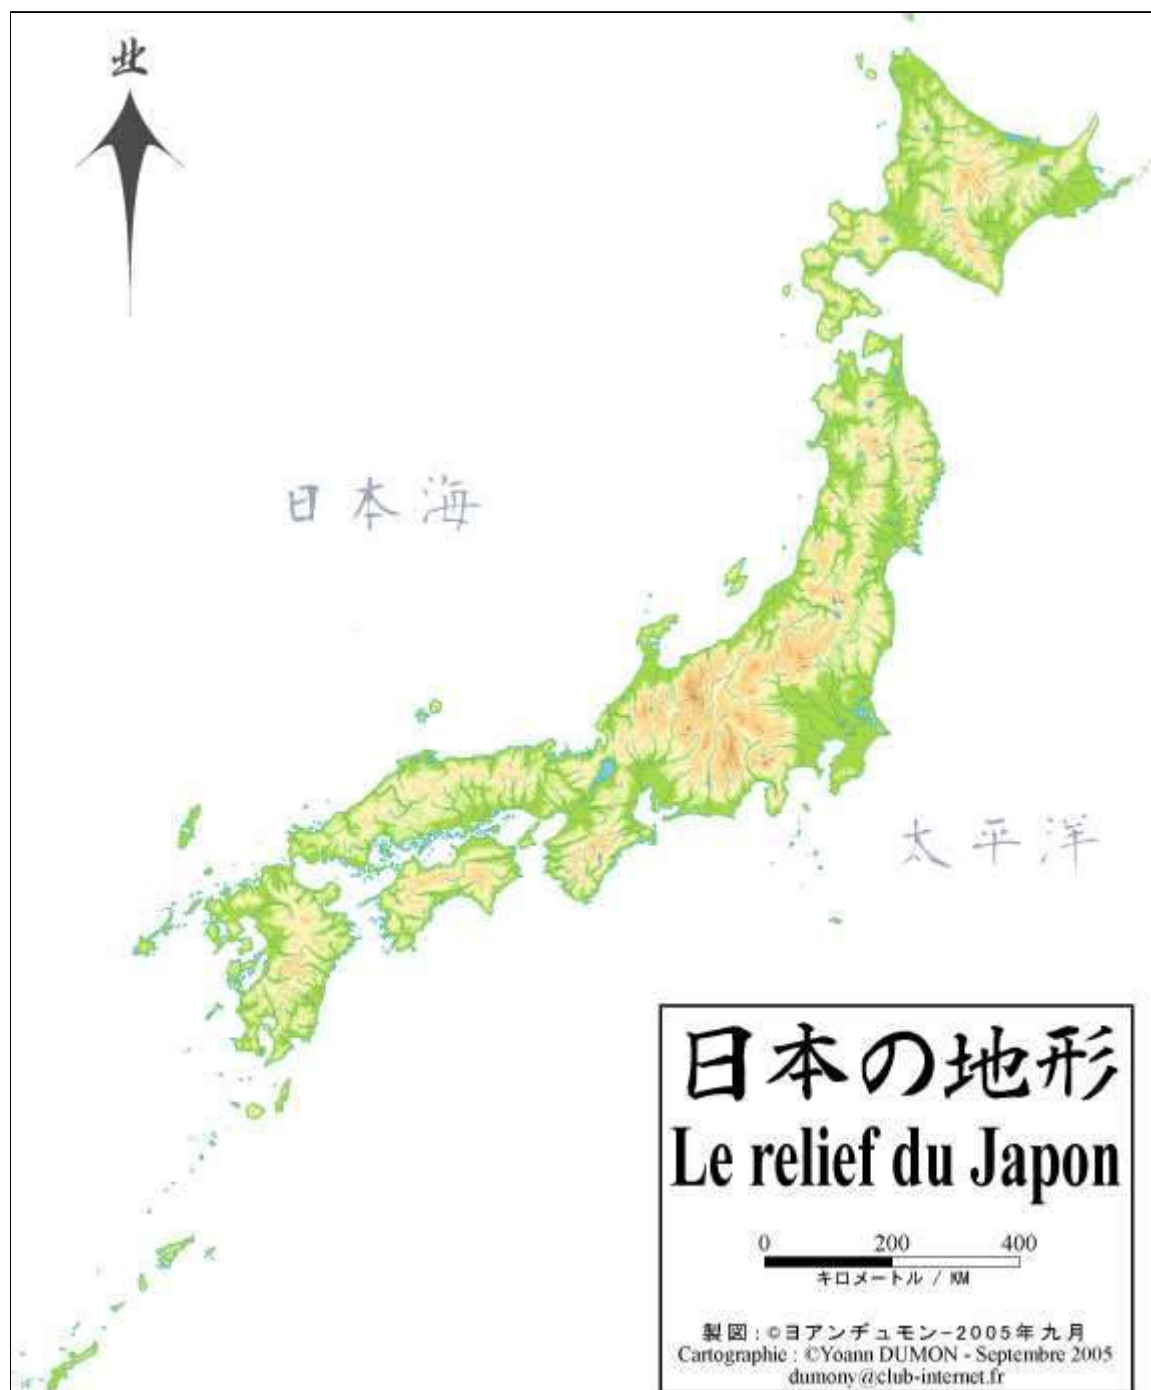 北
日本海
太平洋
日本の地形
Le relief du Japon
0 200 400
キロメートル / KM
製図 : ©ヨアンヂュモン-2005年九月
Cartographie : ©Yoann DUMON - Septembre 2005
dumony@club-internet.fr